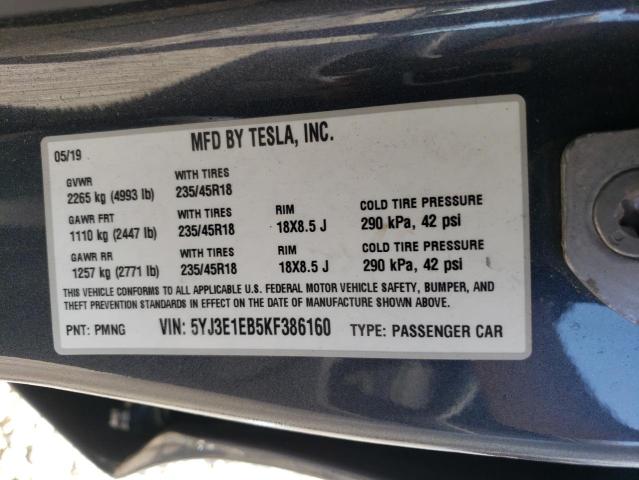 MFD BY TESLA, INC.
05/19
GVWR WITH TIRES
2265 kg (4993 lb) 235/45R18
GAWR FRT WITH TIRES RIM COLD TIRE PRESSURE
1110 kg (2447 lb) 235/45R18 18X8.5 J 290 kPa, 42 psi
GAWR RR WITH TIRES RIM COLD TIRE PRESSURE
1257 kg (2771 lb) 235/45R18 18X8.5 J 290 kPa, 42 psi
THIS VEHICLE CONFORMS TO ALL APPLICABLE U.S. FEDERAL MOTOR VEHICLE SAFETY, BUMPER, AND
THEFT PREVENTION STANDARDS IN EFFECT ON THE DATE OF MANUFACTURE SHOWN ABOVE.
PNT: PMNG VIN: 5YJ3E1EB5KF386160 TYPE: PASSENGER CAR